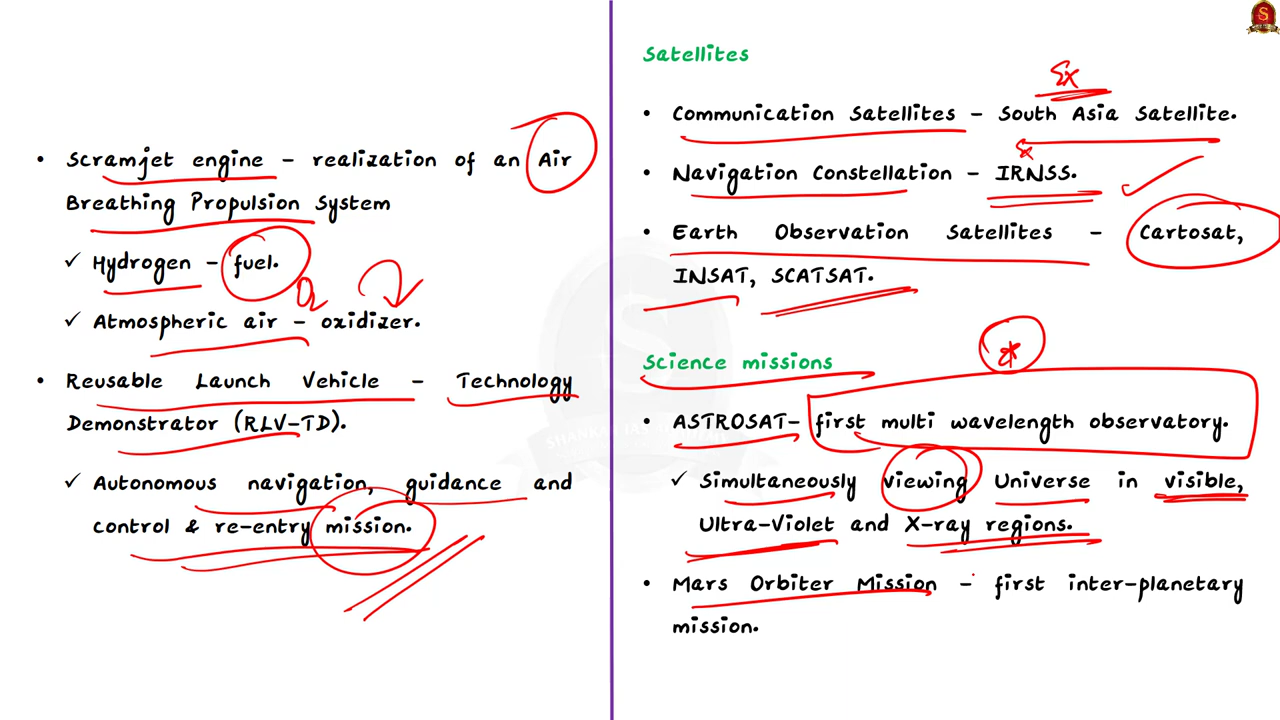 • Scramjet engine – realization of an Air
Breathing Propulsion System
✓ Hydrogen – fuel.
✓ Atmospheric air – oxidizer.
• Reusable Launch Vehicle – Technology
Demonstrator (RLV-TD).
✓ Autonomous navigation, guidance and
control & re-entry mission.
Satellites
Ex
• Communication Satellites – South Asia Satellite.
• Navigation Constellation – IRNSS.
• Earth Observation Satellites – Cartosat,
INSAT, SCATSAT.
Science missions
• ASTROSAT– first multi wavelength observatory.
✓ Simultaneously viewing Universe in visible,
Ultra-Violet and X-ray regions.
• Mars Orbiter Mission – first inter-planetary
mission.